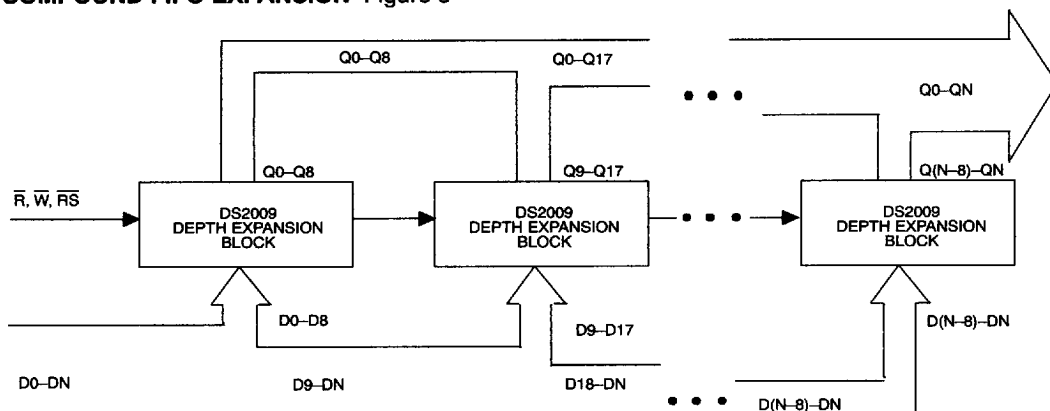 COMPOUND FIFO EXPANSION Figure
Q0–Q8
Q0–Q17
Q0–QN
Q0–Q8
Q9–Q17
Q(N–8)–QN
R̅, W̅, R̅S̅
DS2009
DEPTH EXPANSION
BLOCK
DS2009
DEPTH EXPANSION
BLOCK
DS2009
DEPTH EXPANSION
BLOCK
D0–D8
D9–D17
D(N–8)–DN
D0–DN
D9–DN
D18–DN
D(N–8)–DN